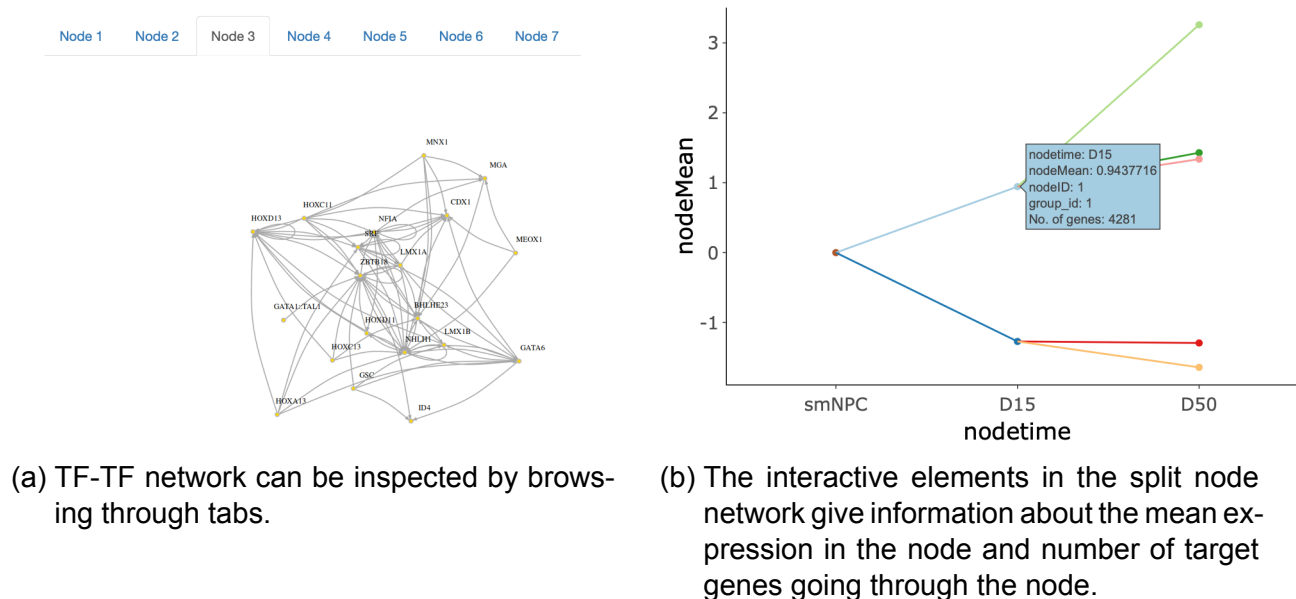 Node 1 Node 2 Node 3 Node 4 Node 5 Node 6 Node 7
MNX1
MGA
HOXC11
CDX1
HOXD13
NFIA
SRF
MEOX1
LMX1A
ZBTB18
GATA1::TAL1
BHLHE23
HOXD11
LMX1B
NHLH1
HOXC13
GATA6
GSC
HOXA13
ID4
(a) TF-TF network can be inspected by brows-
ing through tabs.
3
2
1
0
-1
nodeMean
nodetime: D15
nodeMean: 0.9437716
nodeID: 1
group_id: 1
No. of genes: 4281
smNPC D15 D50
nodetime
(b) The interactive elements in the split node
network give information about the mean ex-
pression in the node and number of target
genes going through the node.